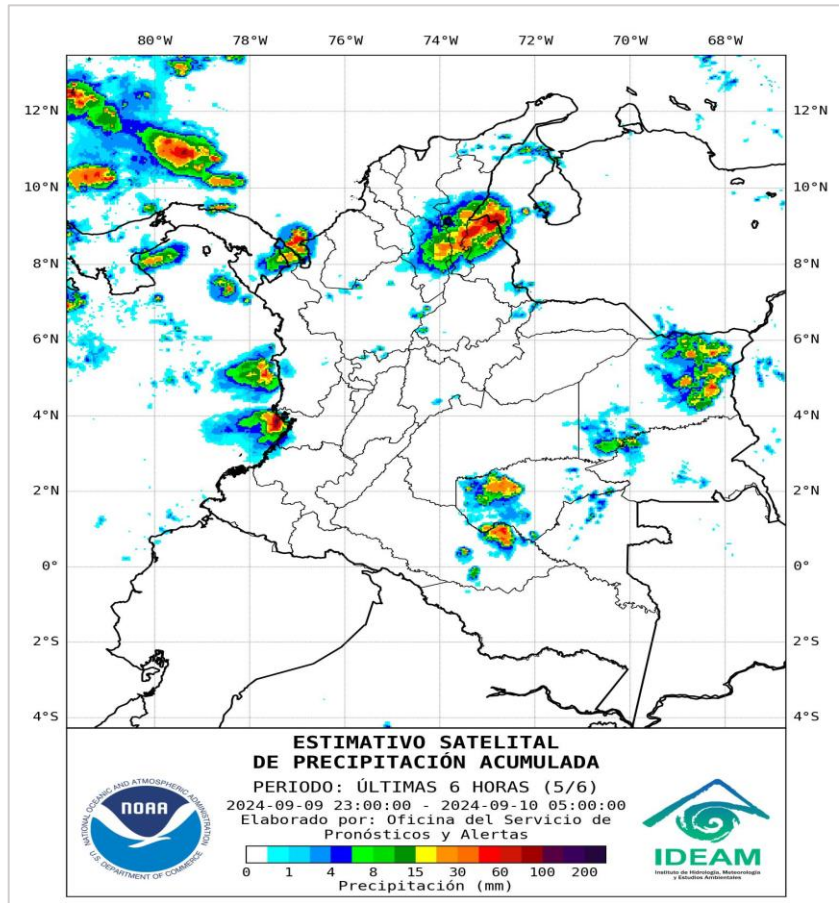 80°W 78°W 76°W 74°W 72°W 70°W 68°W
12°N 12°N
10°N 10°N
8°N 8°N
6°N 6°N
4°N 4°N
2°N 2°N
0° 0°
2°S 2°S
4°S 4°S
ESTIMATIVO SATELITAL
DE PRECIPITACIÓN ACUMULADA
PERIODO: ÚLTIMAS 6 HORAS (5/6)
2024-09-09 23:00:00 - 2024-09-10 05:00:00
Elaborado por: Oficina del Servicio de
Pronósticos y Alertas
0 1 4 8 15 30 60 100 200
Precipitación (mm)
NATIONAL OCEANIC AND ATMOSPHERIC ADMINISTRATION
NOAA
U.S. DEPARTMENT OF COMMERCE
IDEAM
Instituto de Hidrología, Meteorología
y Estudios Ambientales